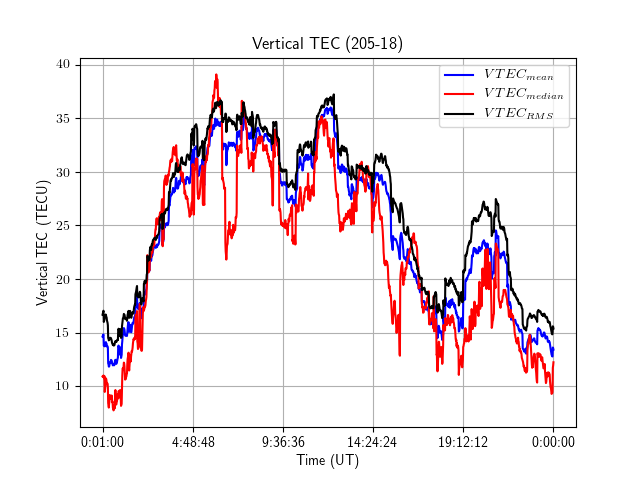 Vertical TEC (205-18)
VTEC_mean
VTEC_median
VTEC_RMS
Vertical TEC (TECU)
40
35
30
25
20
15
10
0:01:00 4:48:48 9:36:36 14:24:24 19:12:12 0:00:00
Time (UT)